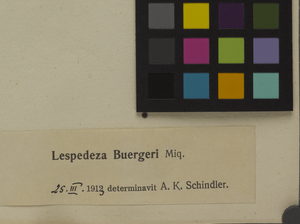 Lespedeza Buergeri Miq.
25. III. 1913 determinavit A. K. Schindler.